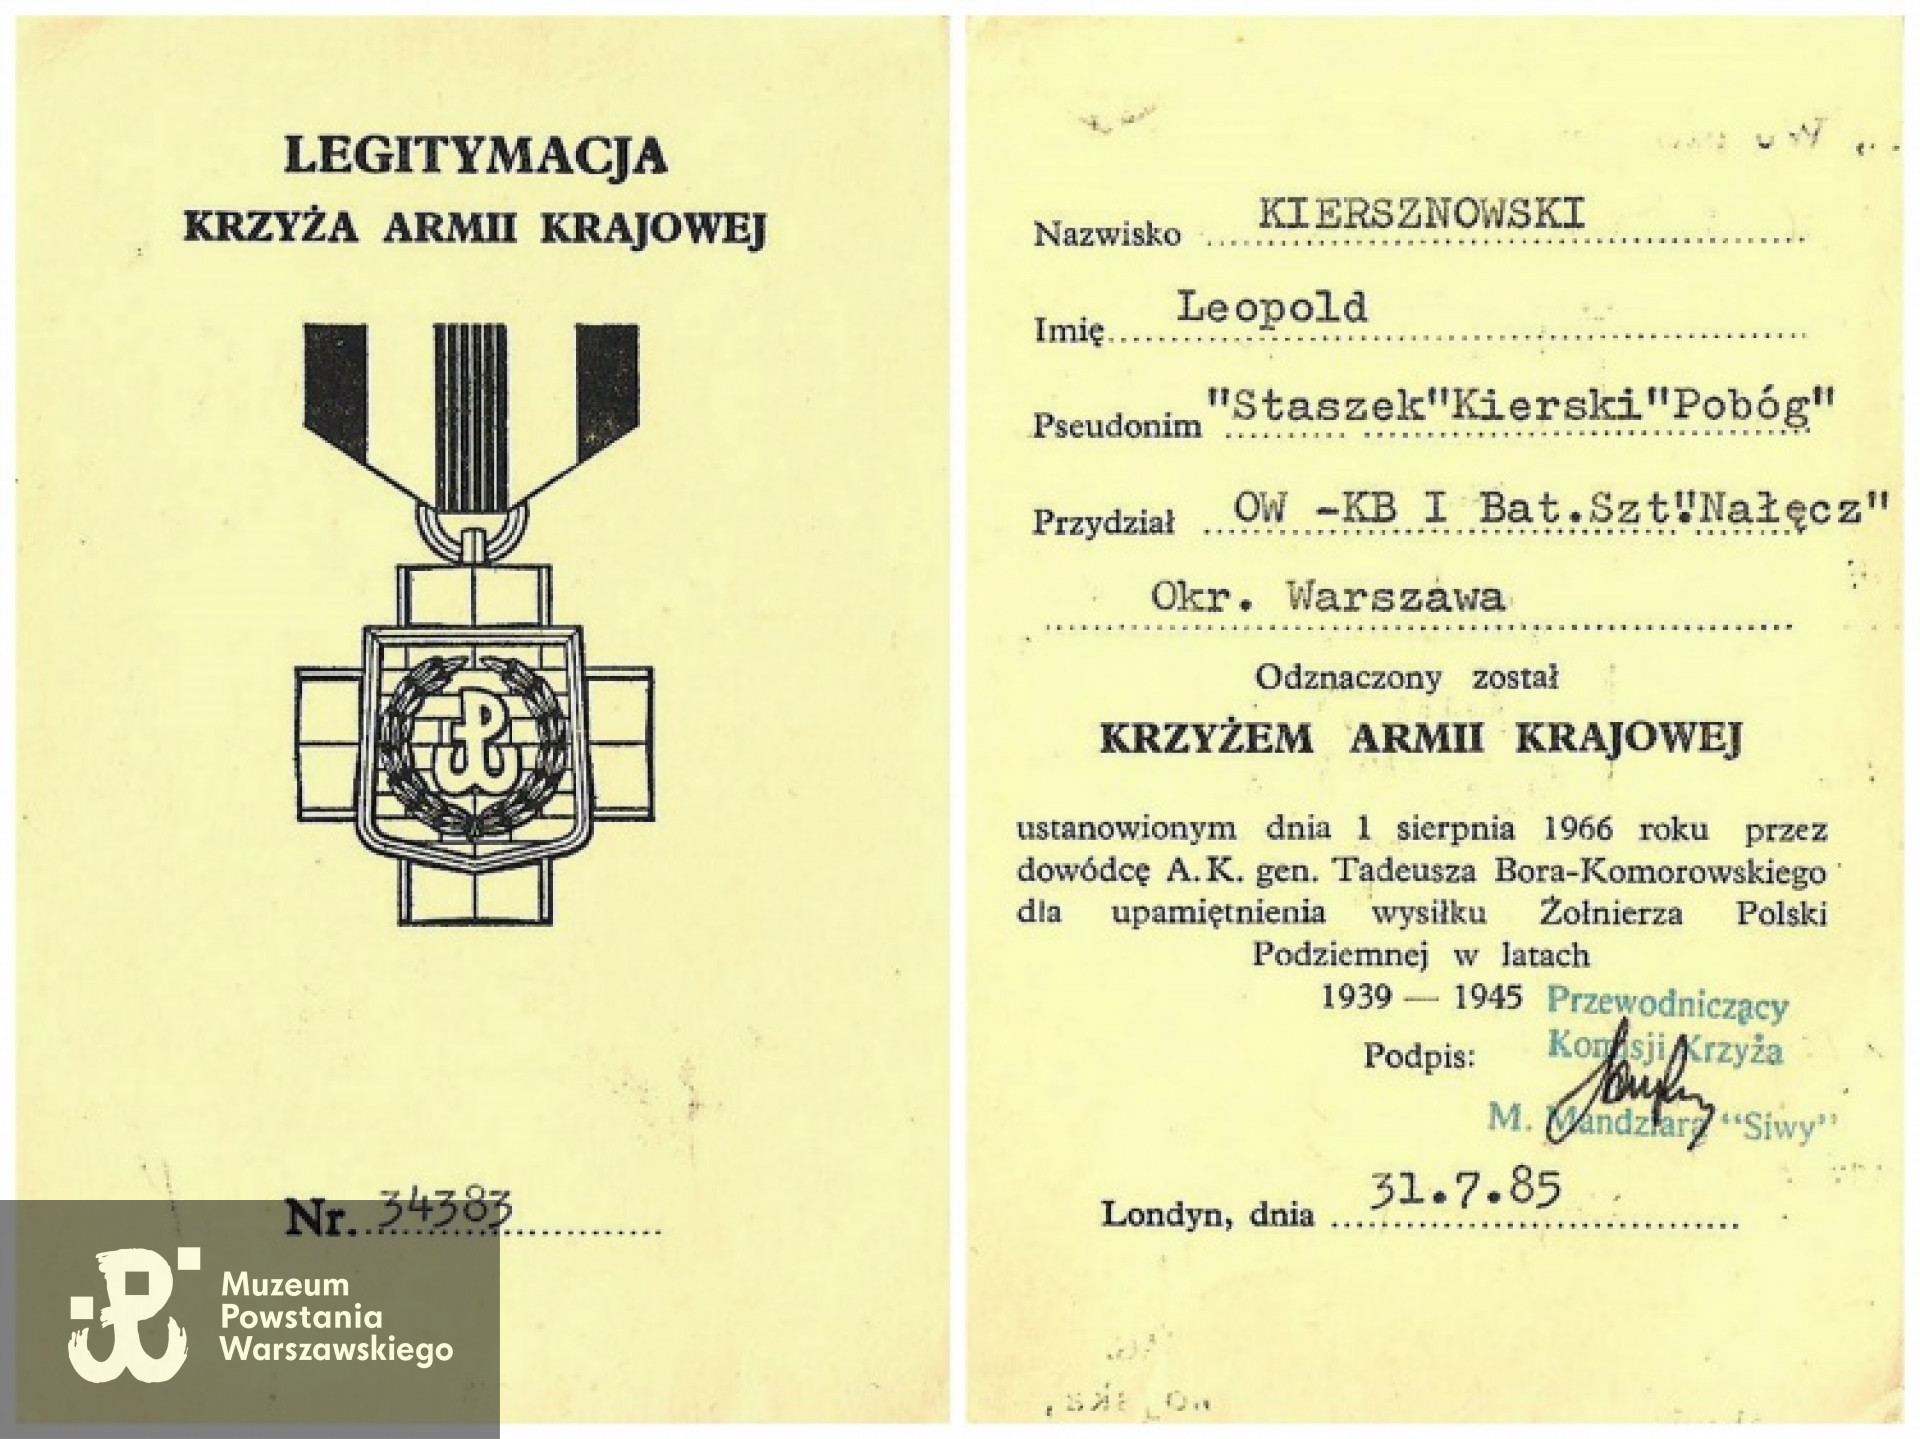 LEGITYMACJA
KRZYŻA ARMII KRAJOWEJ
Nr. 34383
Muzeum
Powstania
Warszawskiego
Nazwisko KIERSZNOWSKI
Imię Leopold
Pseudonim "Staszek"Kierski"Pobóg"
Przydział OW -KB I Bat.Szt"Nałęcz"
Okr. Warszawa
Odznaczony został
KRZYŻEM ARMII KRAJOWEJ
ustanowionym dnia 1 sierpnia 1966 roku przez
dowódcę A.K. gen. Tadeusza Bora-Komorowskiego
dla upamiętnienia wysiłku Żołnierza Polski
Podziemnej w latach
1939 — 1945 Przewodniczący
Podpis: Komisji Krzyża
M. Mandziara "Siwy"
Londyn, dnia 31.7.85